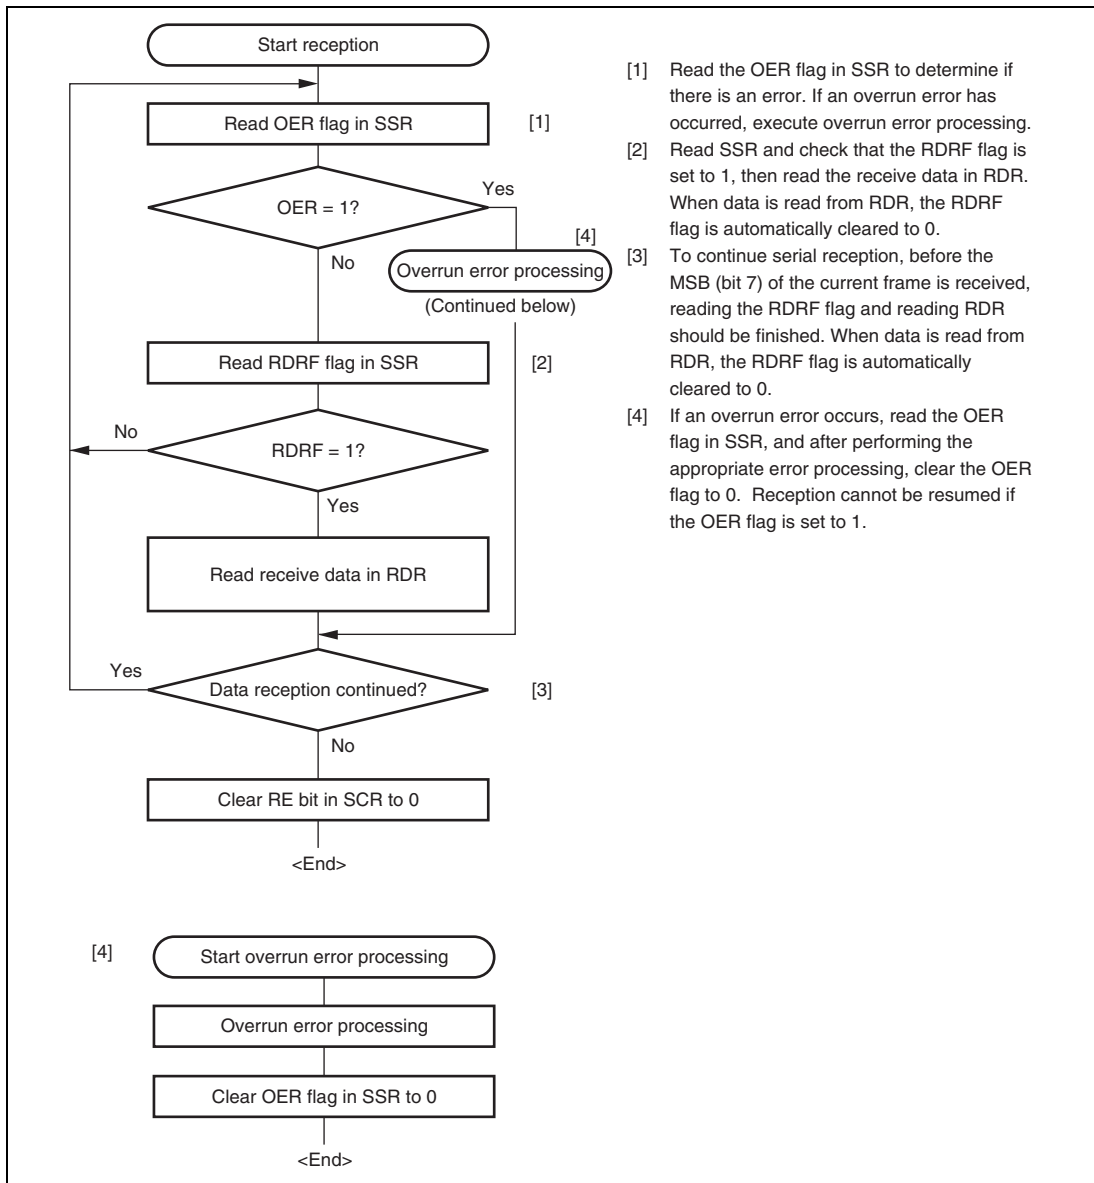 Start reception
Read OER flag in SSR
[1]
OER = 1?
Yes
No
[4]
Overrun error processing
(Continued below)
Read RDRF flag in SSR
[2]
No
RDRF = 1?
Yes
Read receive data in RDR
Yes
Data reception continued?
[3]
No
Clear RE bit in SCR to 0
<End>
[1] Read the OER flag in SSR to determine if
there is an error. If an overrun error has
occurred, execute overrun error processing.
[2] Read SSR and check that the RDRF flag is
set to 1, then read the receive data in RDR.
When data is read from RDR, the RDRF
flag is automatically cleared to 0.
[3] To continue serial reception, before the
MSB (bit 7) of the current frame is received,
reading the RDRF flag and reading RDR
should be finished. When data is read from
RDR, the RDRF flag is automatically
cleared to 0.
[4] If an overrun error occurs, read the OER
flag in SSR, and after performing the
appropriate error processing, clear the OER
flag to 0. Reception cannot be resumed if
the OER flag is set to 1.
[4]
Start overrun error processing
Overrun error processing
Clear OER flag in SSR to 0
<End>